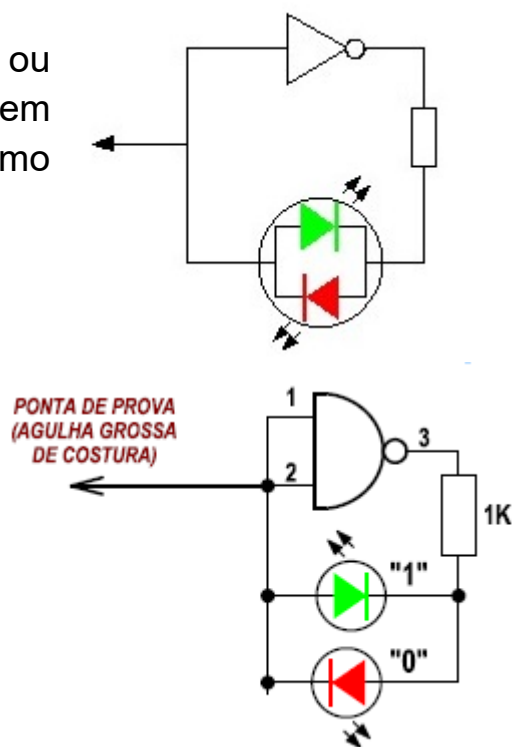 ou
em
mo
PONTA DE PROVA
(AGULHA GROSSA
DE COSTURA)
1
2
3
1K
"1"
"0"